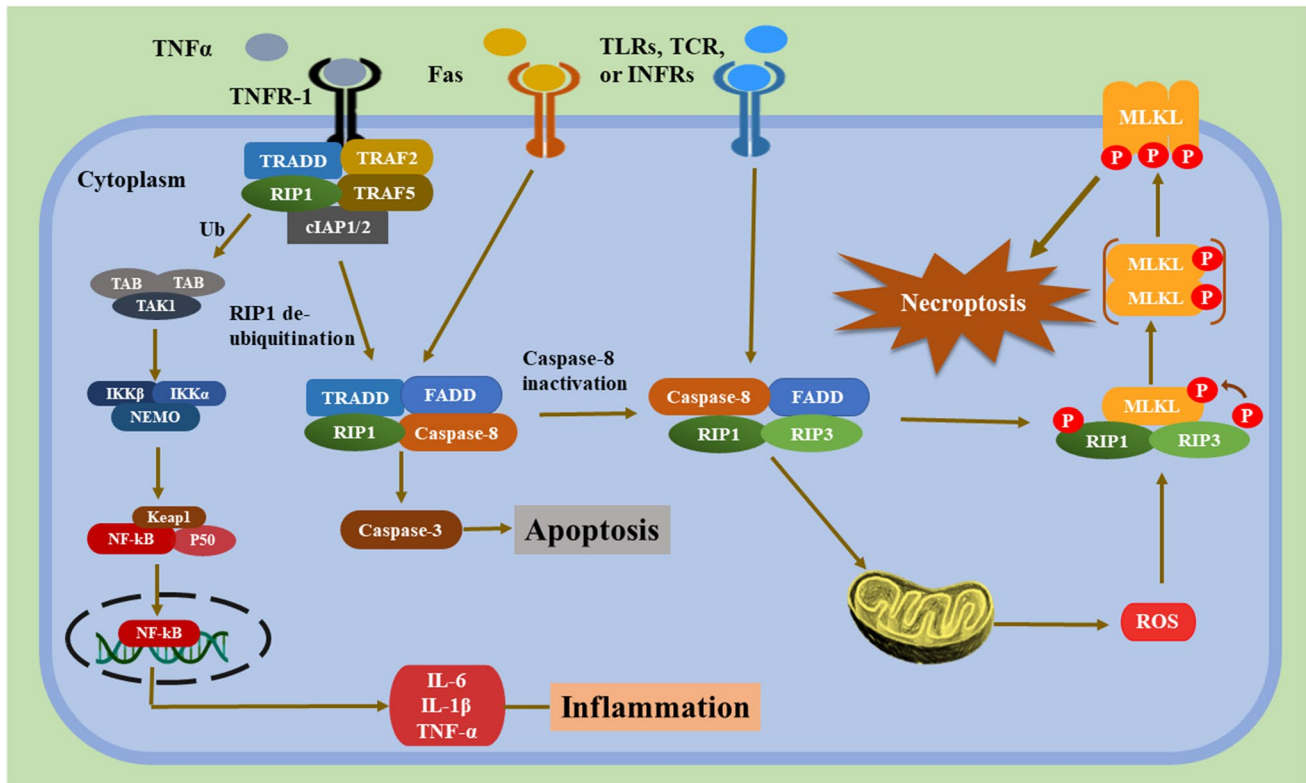 TNFα
TNFR-1
Fas
TLRs, TCR,
or INFRs
Cytoplasm
TRADD
TRAF2
RIP1
TRAF5
cIAP1/2
Ub
TAB
TAB
TAK1
RIP1 de-
ubiquitination
IKKβ
IKKα
NEMO
TRADD
FADD
RIP1
Caspase-8
Caspase-8
inactivation
Caspase-8
FADD
RIP1
RIP3
Keap1
NF-kB
P50
Caspase-3
Apoptosis
NF-kB
IL-6
IL-1β
TNF-α
Inflammation
MLKL
P
P
P
Necroptosis
MLKL
P
MLKL
P
MLKL
P
P
P
RIP1
RIP3
ROS